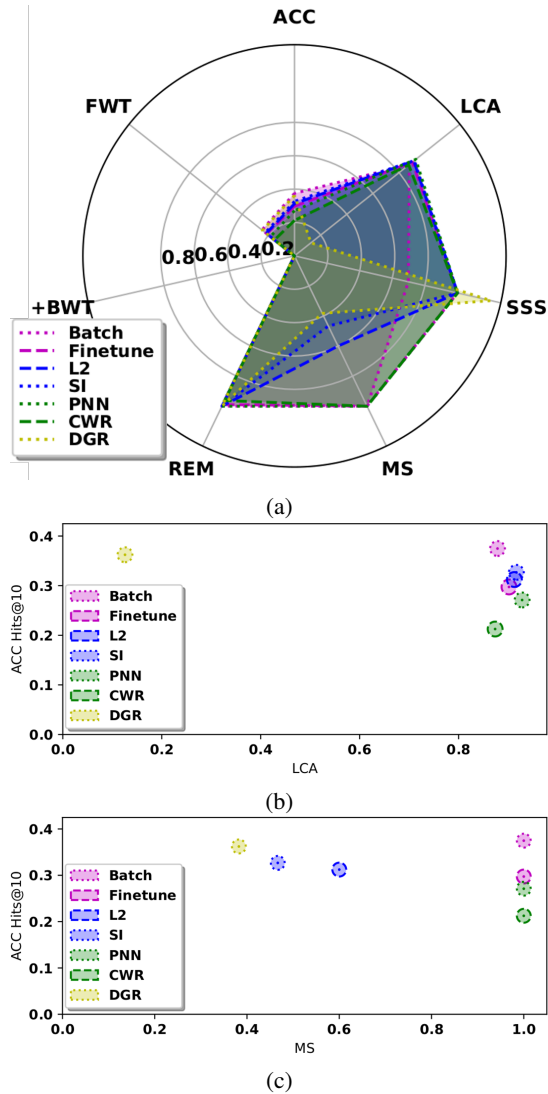 ACC
FWT
LCA
0.8
0.6
0.4
0.2
+BWT
SSS
Batch
Finetune
L2
SI
PNN
CWR
DGR
REM
MS
(a)
0.4
0.3
0.2
0.1
0.0
ACC Hits@10
Batch
Finetune
L2
SI
PNN
CWR
DGR
0.0 0.2 0.4 0.6 0.8
LCA
(b)
0.4
0.3
0.2
0.1
0.0
ACC Hits@10
Batch
Finetune
L2
SI
PNN
CWR
DGR
0.0 0.2 0.4 0.6 0.8 1.0
MS
(c)